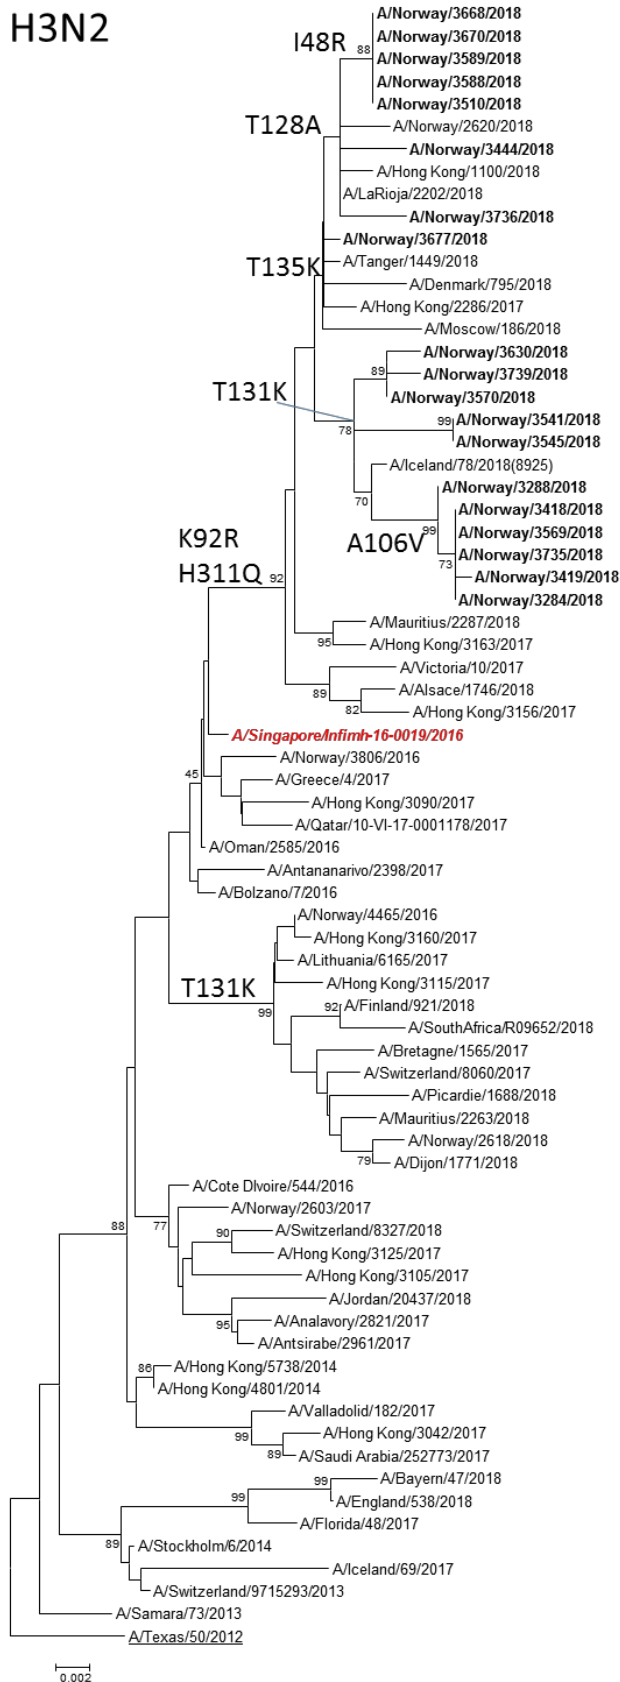 H3N2
A/Norway/3668/2018
I48R
A/Norway/3670/2018
88
A/Norway/3589/2018
A/Norway/3588/2018
A/Norway/3510/2018
T128A
A/Norway/2620/2018
A/Norway/3444/2018
A/Hong Kong/1100/2018
A/LaRioja/2202/2018
A/Norway/3736/2018
A/Norway/3677/2018
T135K
A/Tanger/1449/2018
A/Denmark/795/2018
A/Hong Kong/2286/2017
A/Moscow/186/2018
A/Norway/3630/2018
89
A/Norway/3739/2018
T131K
A/Norway/3570/2018
99
A/Norway/3541/2018
78
A/Norway/3545/2018
A/Iceland/78/2018(8925)
A/Norway/3288/2018
70
A/Norway/3418/2018
K92R
A106V
99
A/Norway/3569/2018
A/Norway/3735/2018
73
H311Q
92
A/Norway/3419/2018
A/Norway/3284/2018
A/Mauritius/2287/2018
95
A/Hong Kong/3163/2017
A/Victoria/10/2017
89
A/Alsace/1746/2018
82
A/Hong Kong/3156/2017
A/Singapore/Infimh-16-0019/2016
A/Norway/3806/2016
45
A/Greece/4/2017
A/Hong Kong/3090/2017
A/Qatar/10-VI-17-0001178/2017
A/Oman/2585/2016
A/Antananarivo/2398/2017
A/Bolzano/7/2016
A/Norway/4465/2016
A/Hong Kong/3160/2017
A/Lithuania/6165/2017
T131K
A/Hong Kong/3115/2017
99
92
A/Finland/921/2018
A/SouthAfrica/R09652/2018
A/Bretagne/1565/2017
A/Switzerland/8060/2017
A/Picardie/1688/2018
A/Mauritius/2263/2018
A/Norway/2618/2018
79
A/Dijon/1771/2018
A/Cote DIvoire/544/2016
A/Norway/2603/2017
88
77
90
A/Switzerland/8327/2018
A/Hong Kong/3125/2017
A/Hong Kong/3105/2017
A/Jordan/20437/2018
95
A/Analavory/2821/2017
A/Antsirabe/2961/2017
86
A/Hong Kong/5738/2014
A/Hong Kong/4801/2014
A/Valladolid/182/2017
99
A/Hong Kong/3042/2017
89
A/Saudi Arabia/252773/2017
99
A/Bayern/47/2018
99
A/England/538/2018
A/Florida/48/2017
89
A/Stockholm/6/2014
A/Iceland/69/2017
A/Switzerland/9715293/2013
A/Samara/73/2013
A/Texas/50/2012
0.002